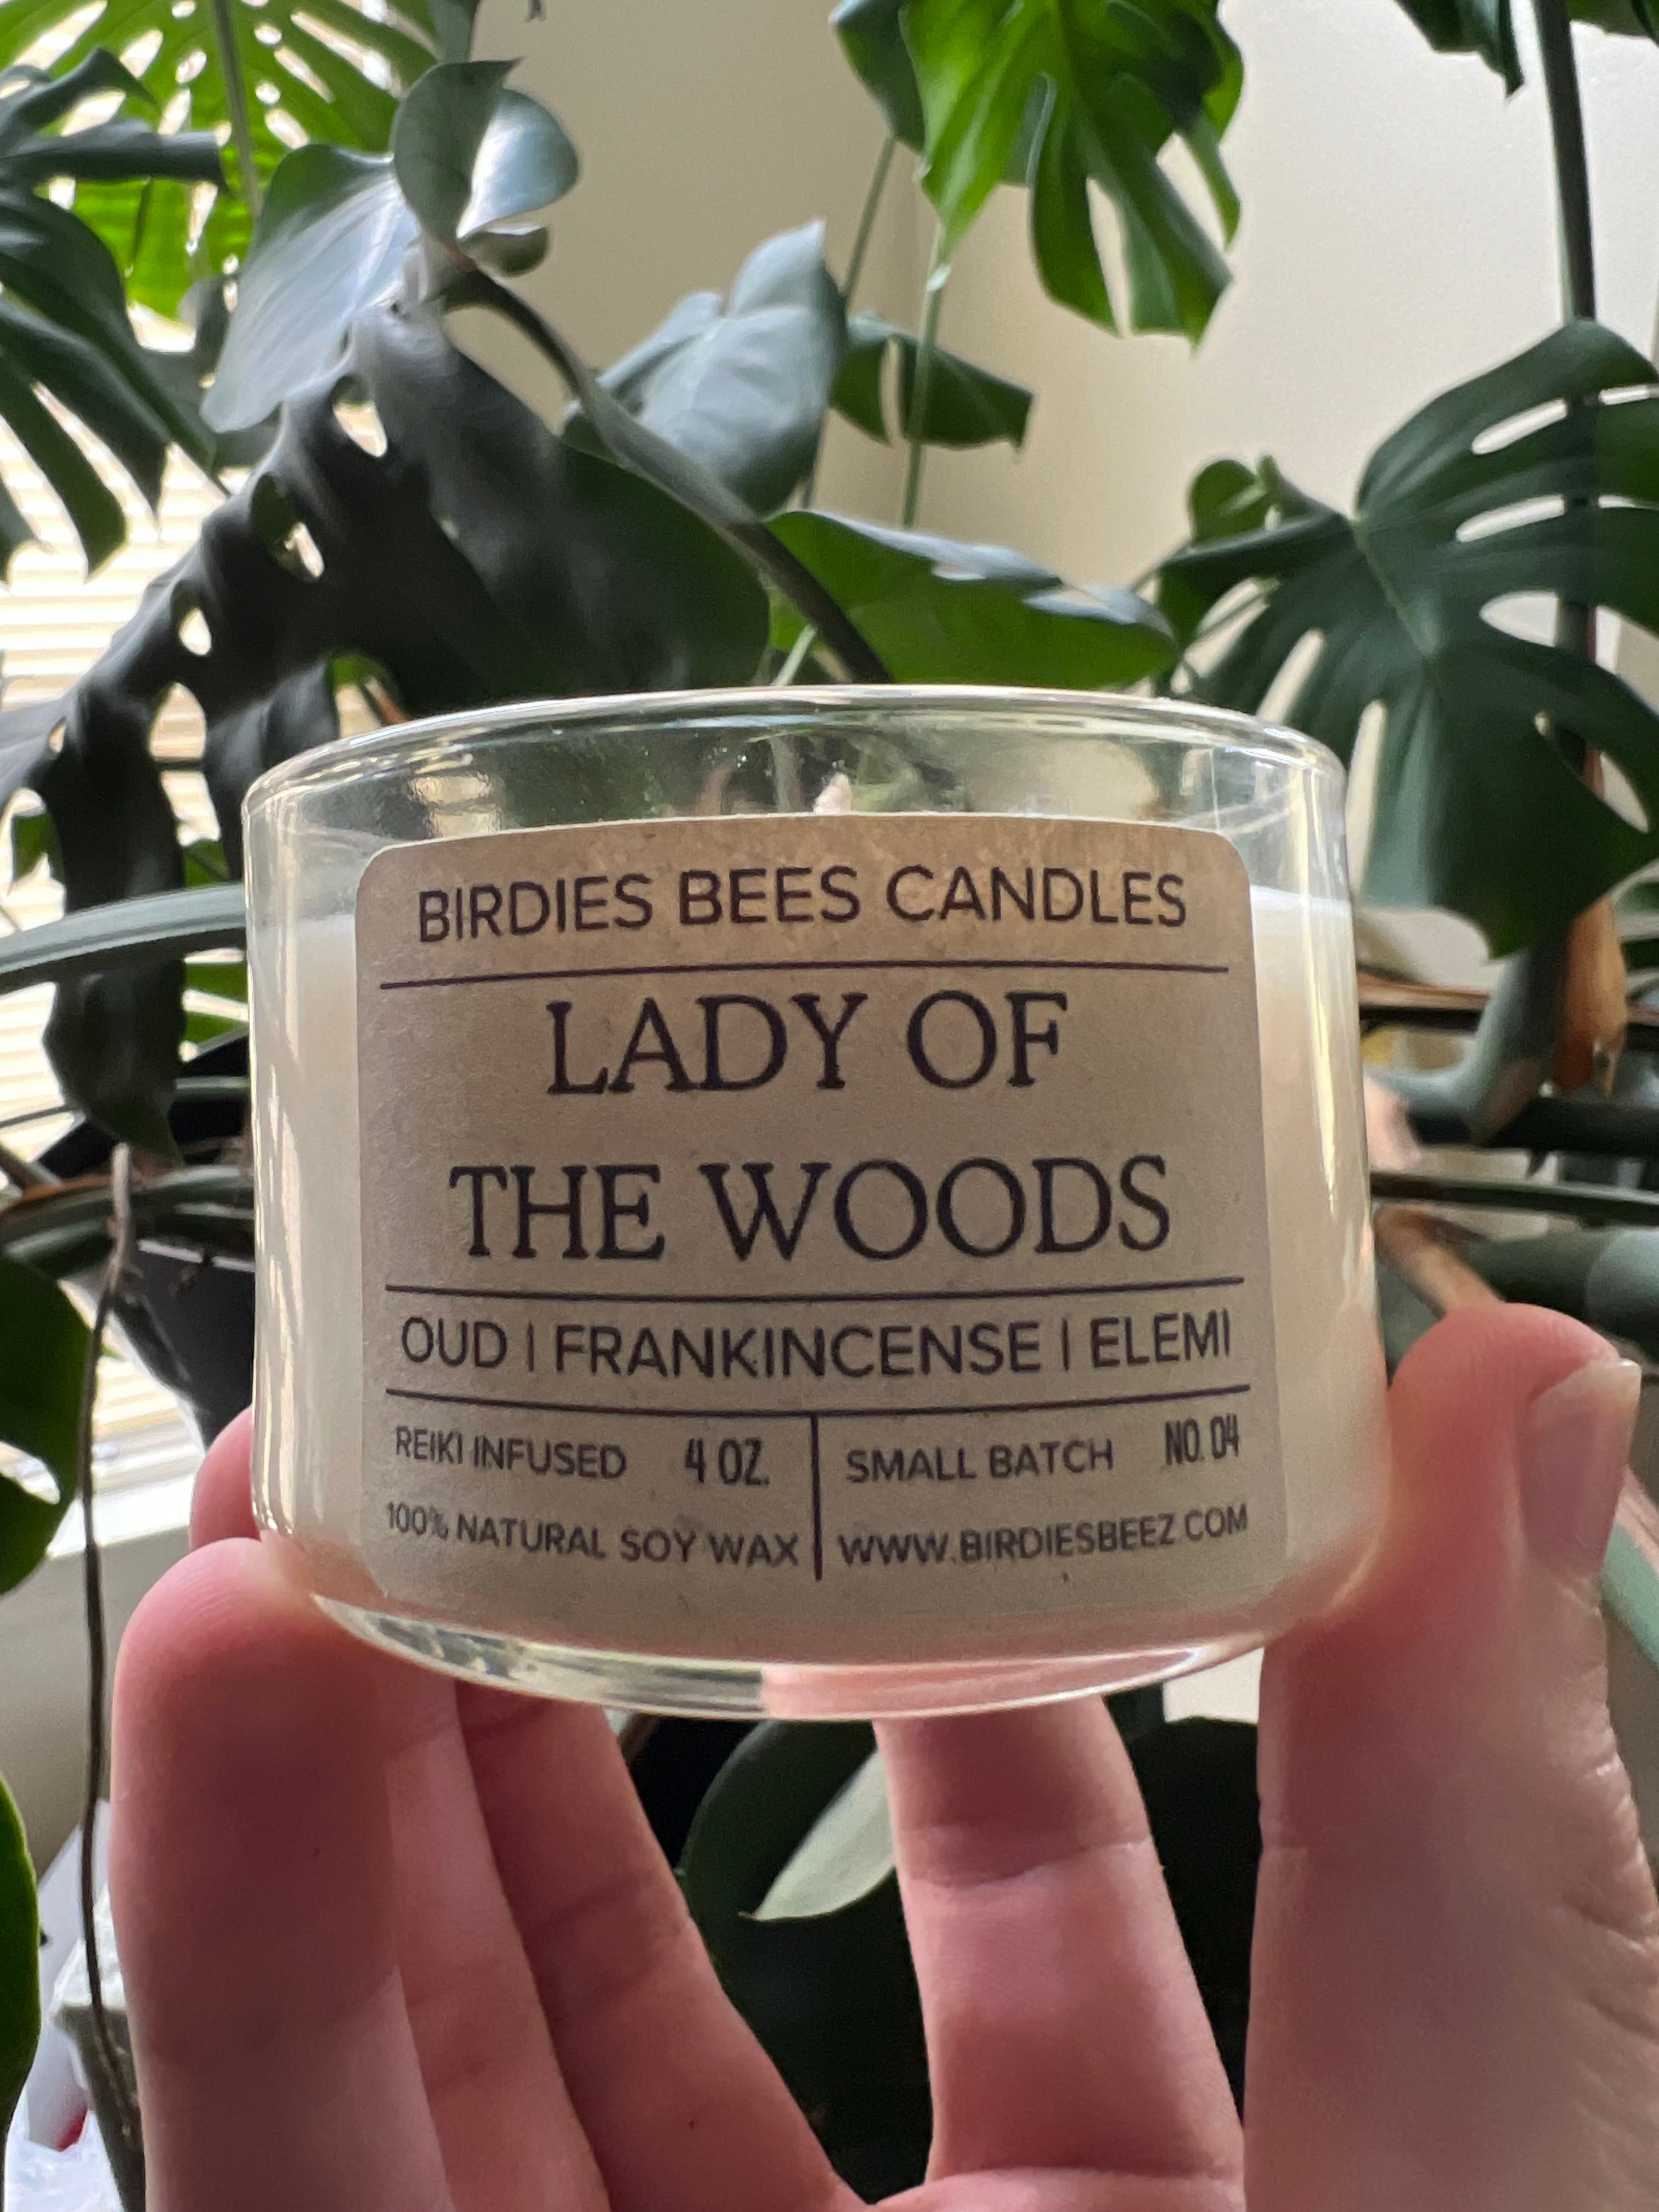 BIRDIES BEES CANDLES
LADY OF
THE WOODS
OUD | FRANKINCENSE | ELEMI
REIKI INFUSED 4 OZ.
100% NATURAL SOY WAX
SMALL BATCH NO. 04
WWW.BIRDIESBEEZ.COM